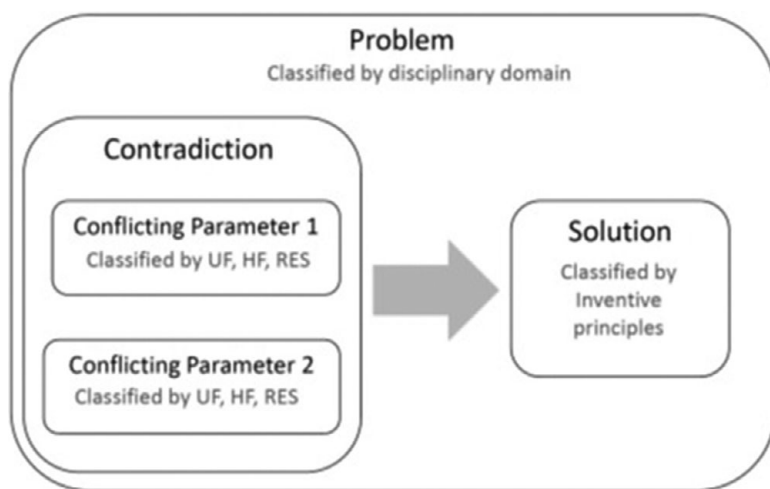 Problem
Classified by disciplinary domain
Contradiction
Conflicting Parameter 1
Classified by UF, HF, RES
Conflicting Parameter 2
Classified by UF, HF, RES
Solution
Classified by
Inventive
principles